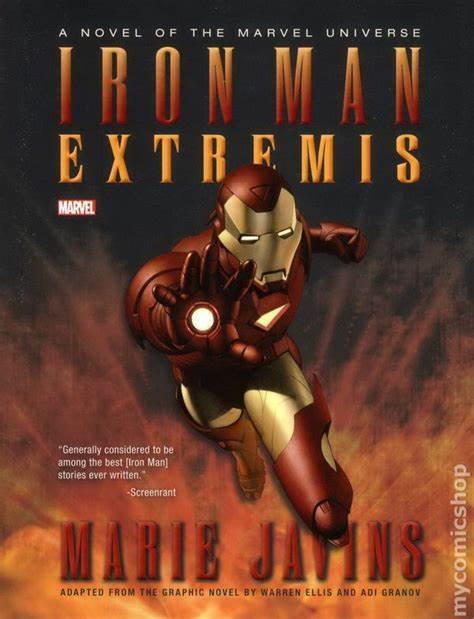 A NOVEL OF THE MARVEL UNIVERSE
IRON MAN
EXTREMIS
MARVEL
"Generally considered to be
among the best [Iron Man]
stories ever written."
-Screenrant
MARIE JAVINS
ADAPTED FROM THE GRAPHIC NOVEL BY WARREN ELLIS AND ADI GRANOV
mycomicshop